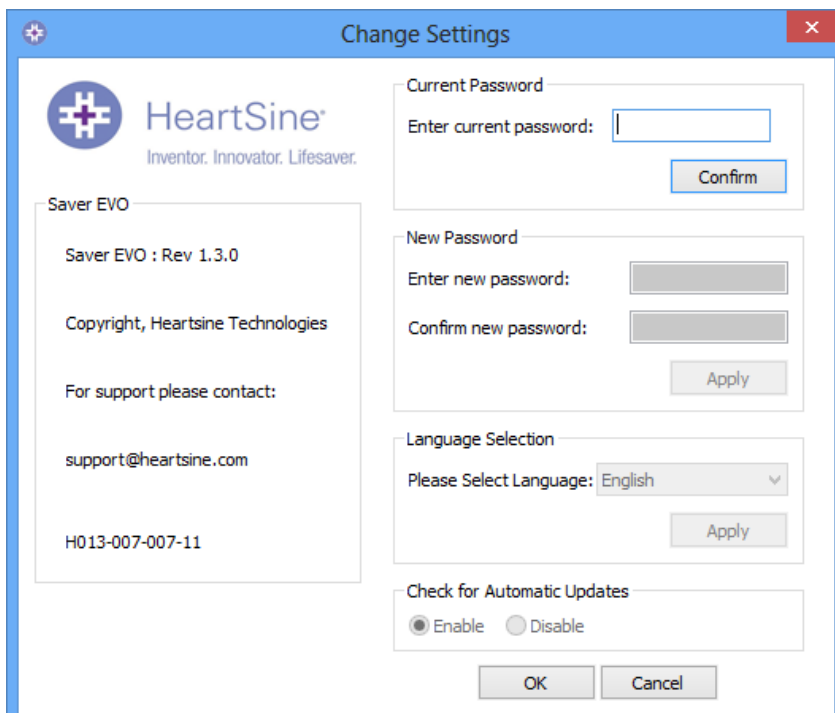 Change Settings
HeartSine®
Inventor. Innovator. Lifesaver.
Saver EVO
Saver EVO : Rev 1.3.0
Copyright, Heartsine Technologies
For support please contact:
support@heartsine.com
H013-007-007-11
Current Password
Enter current password:
Confirm
New Password
Enter new password:
Confirm new password:
Apply
Language Selection
Please Select Language: English
Apply
Check for Automatic Updates
Enable Disable
OK Cancel